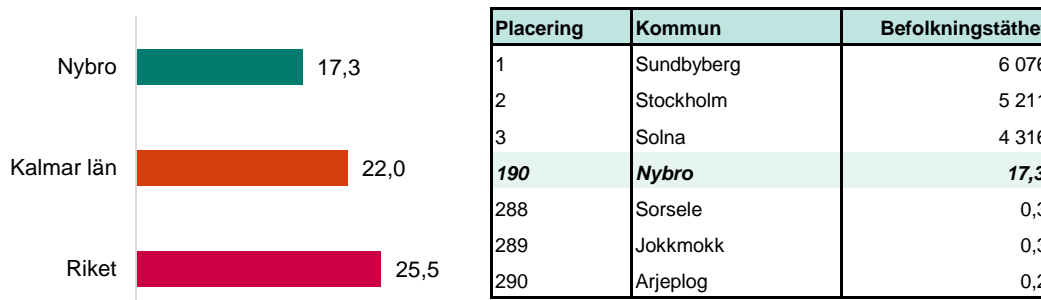 Nybro 17,3
Kalmar län 22,0
Riket 25,5
Placering Kommun Befolkningstäthet
1 Sundbyberg 6 076
2 Stockholm 5 211
3 Solna 4 316
190 Nybro 17,3
288 Sorsele 0,3
289 Jokkmokk 0,3
290 Arjeplog 0,2